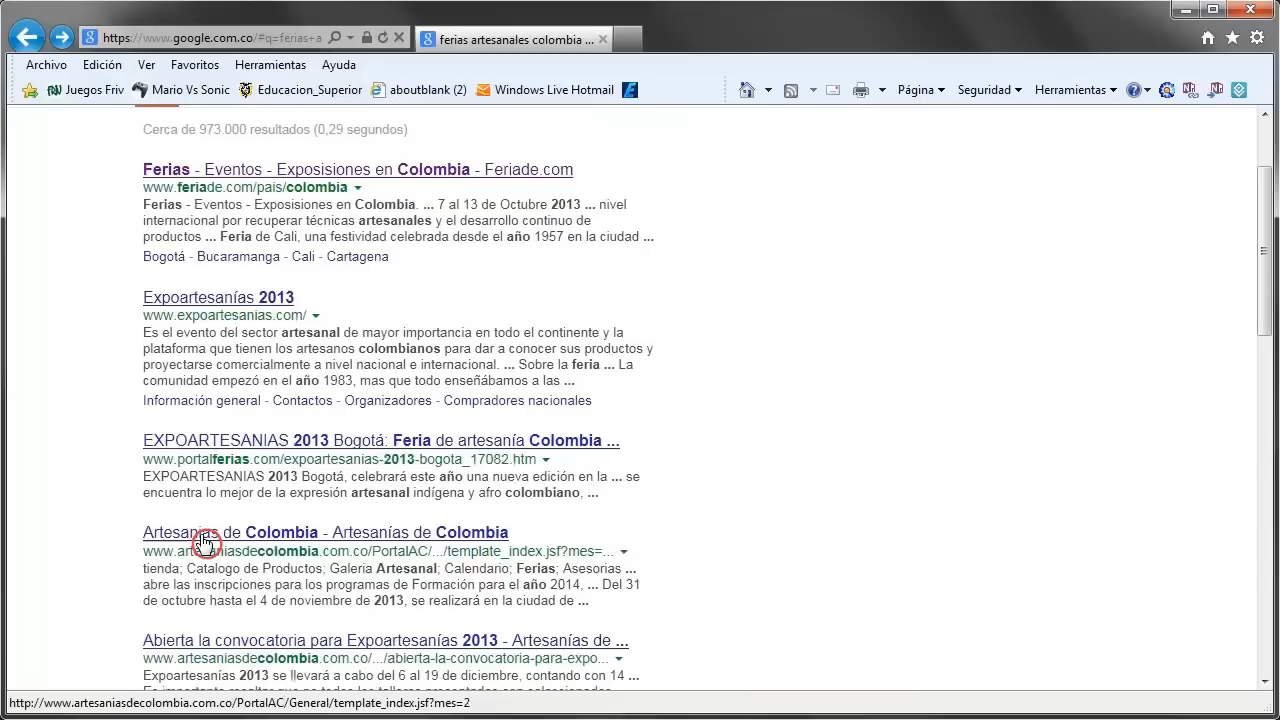 https://www.google.com.co/#q=ferias+a
ferias artesanales colombia ...
Archivo Edición Ver Favoritos Herramientas Ayuda
Juegos Friv Mario Vs Sonic Educacion_Superior aboutblank (2) Windows Live Hotmail Página Seguridad Herramientas
Cerca de 973.000 resultados (0,29 segundos)
Ferias - Eventos - Exposisiones en Colombia - Feriade.com
www.feriade.com/pais/colombia
Ferias - Eventos - Exposisiones en Colombia. ... 7 al 13 de Octubre 2013 ... nivel
internacional por recuperar técnicas artesanales y el desarrollo continuo de
productos ... Feria de Cali, una festividad celebrada desde el año 1957 en la ciudad ...
Bogotá - Bucaramanga - Cali - Cartagena
Expoartesanías 2013
www.expoartesanias.com/
Es el evento del sector artesanal de mayor importancia en todo el continente y la
plataforma que tienen los artesanos colombianos para dar a conocer sus productos y
proyectarse comercialmente a nivel nacional e internacional. ... Sobre la feria ... La
comunidad empezó en el año 1983, mas que todo enseñábamos a las ...
Información general - Contactos - Organizadores - Compradores nacionales
EXPOARTESANIAS 2013 Bogotá: Feria de artesanía Colombia ...
www.portalferias.com/expoartesanias-2013-bogota_17082.htm
EXPOARTESANIAS 2013 Bogotá, celebrará este año una nueva edición en la ... se
encuentra lo mejor de la expresión artesanal indígena y afro colombiano, ...
Artesanías de Colombia - Artesanías de Colombia
www.artesaniasdecolombia.com.co/PortalAC/.../template_index.jsf?mes=...
tienda; Catalogo de Productos; Galeria Artesanal; Calendario; Ferias; Asesorias ...
abre las inscripciones para los programas de Formación para el año 2014, ... Del 31
de octubre hasta el 4 de noviembre de 2013, se realizará en la ciudad de ...
Abierta la convocatoria para Expoartesanías 2013 - Artesanías de ...
www.artesaniasdecolombia.com.co/.../abierta-la-convocatoria-para-expo...
Expoartesanías 2013 se llevará a cabo del 6 al 19 de diciembre, contando con 14 ...
http://www.artesaniasdecolombia.com.co/PortalAC/General/template_index.jsf?mes=2